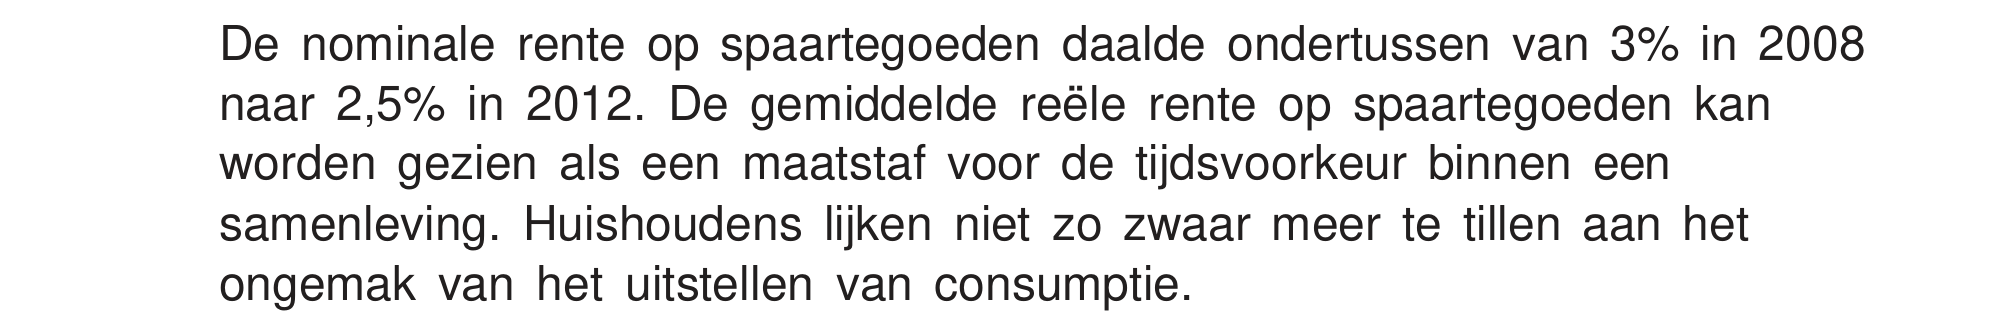 De nominale rente op spaartegoeden daalde ondertussen van 3% in 2008
naar 2,5% in 2012. De gemiddelde reële rente op spaartegoeden kan
worden gezien als een maatstaf voor de tijdsvoorkeur binnen een
samenleving. Huishoudens lijken niet zo zwaar meer te tillen aan het
ongemak van het uitstellen van consumptie.